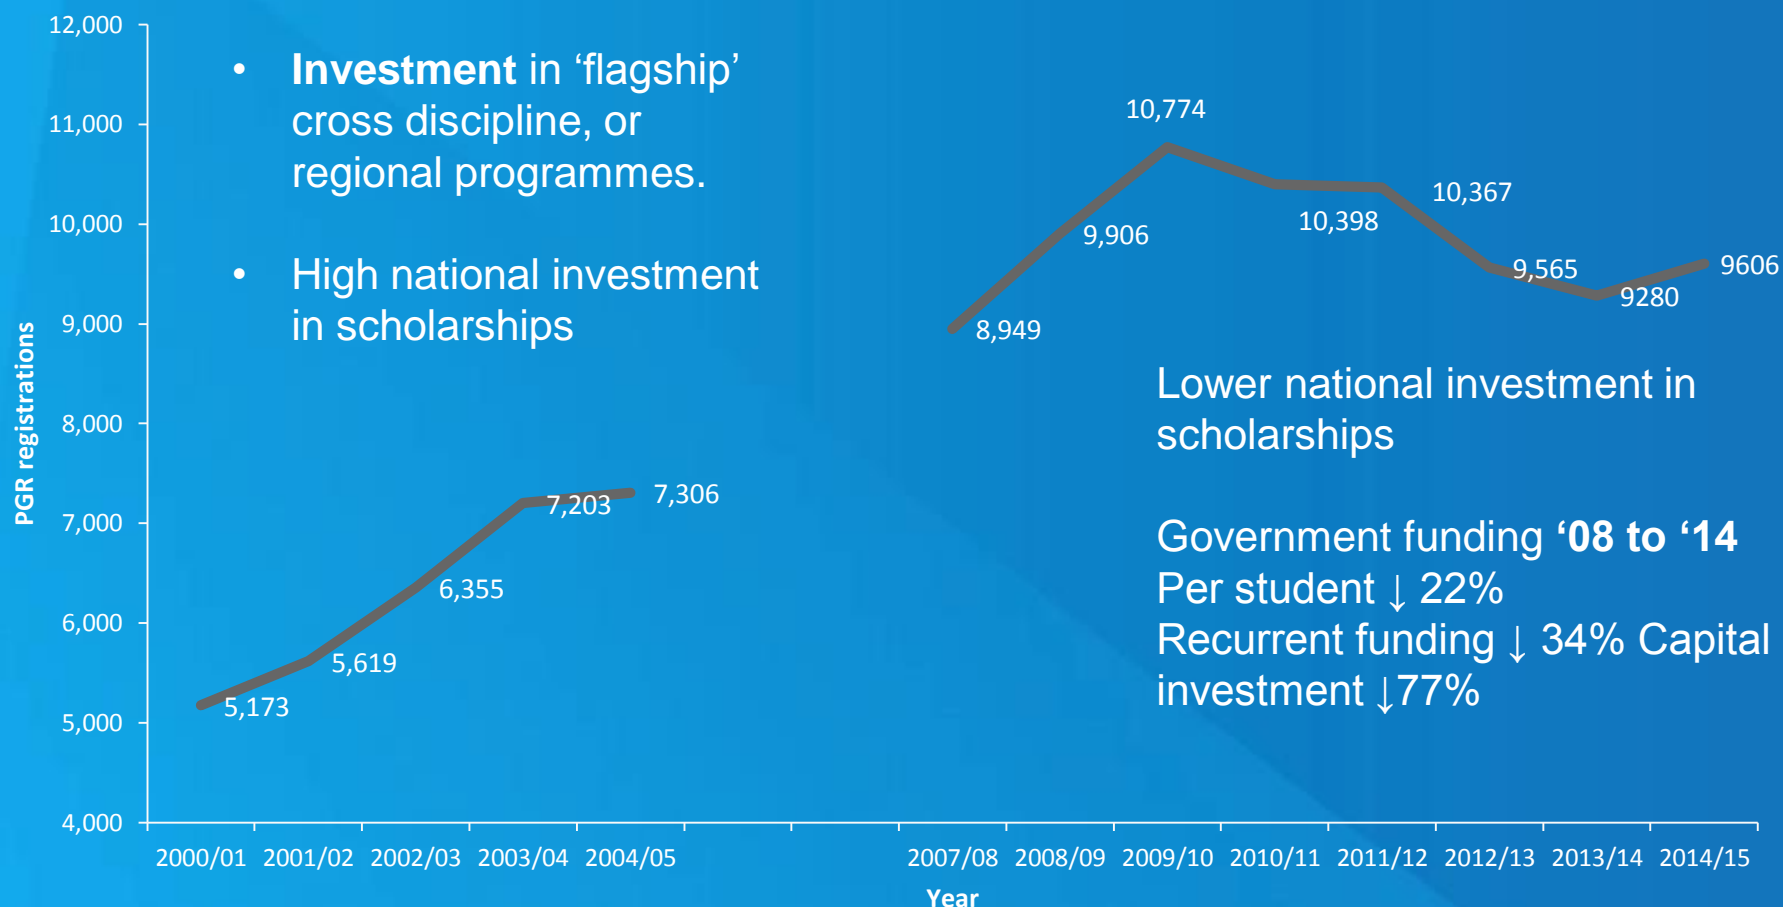 12,000
11,000
10,000
9,000
8,000
7,000
6,000
5,000
4,000
PGR registrations
• Investment in ‘flagship’
cross discipline, or
regional programmes.
• High national investment
in scholarships
5,173
5,619
6,355
7,203
7,306
8,949
9,906
10,774
10,398
10,367
9,565
9280
9606
Lower national investment in
scholarships
Government funding ‘08 to ‘14
Per student ↓ 22%
Recurrent funding ↓ 34% Capital
investment ↓77%
2000/01 2001/02 2002/03 2003/04 2004/05 2007/08 2008/09 2009/10 2010/11 2011/12 2012/13 2013/14 2014/15
Year